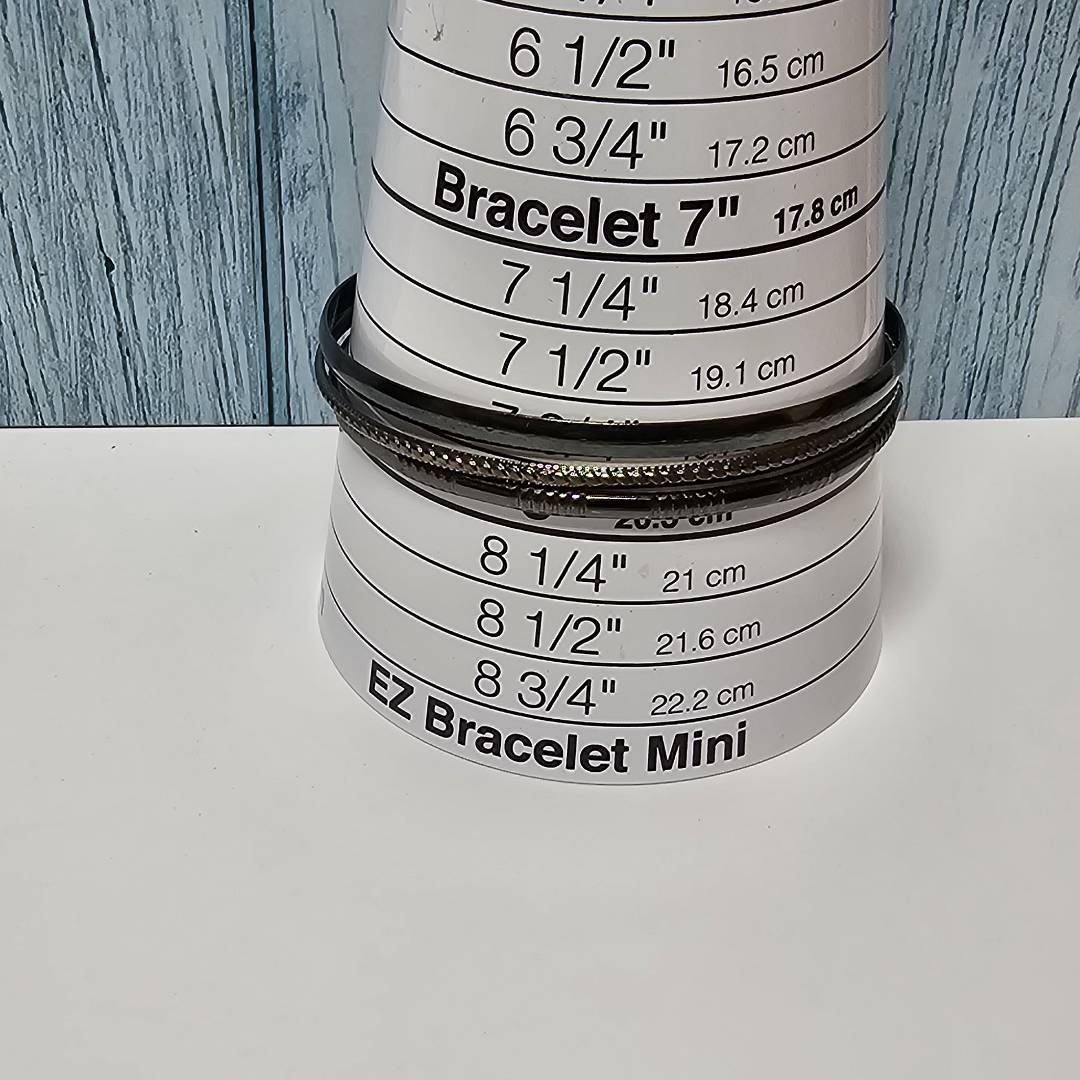 6 1/2" 16.5 cm
6 3/4" 17.2 cm
Bracelet 7" 17.8 cm
7 1/4" 18.4 cm
7 1/2" 19.1 cm
8 1/4" 21 cm
8 1/2" 21.6 cm
8 3/4" 22.2 cm
EZ Bracelet Mini